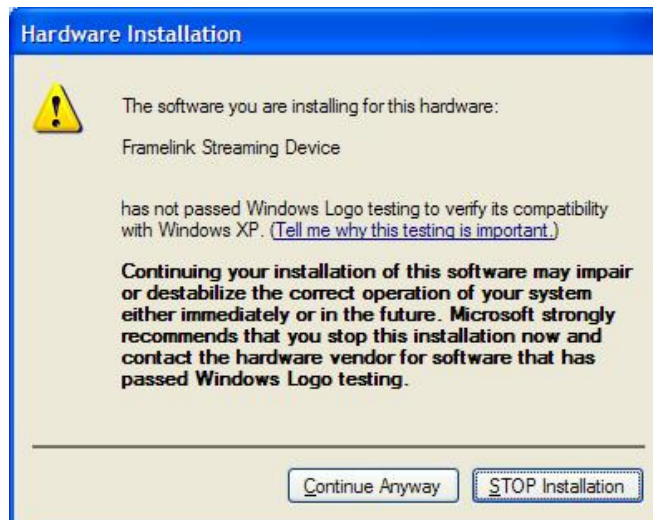 Hardware Installation
The software you are installing for this hardware:
Framelink Streaming Device
has not passed Windows Logo testing to verify its compatibility
with Windows XP. (Tell me why this testing is important.)
Continuing your installation of this software may impair
or destabilize the correct operation of your system
either immediately or in the future. Microsoft strongly
recommends that you stop this installation now and
contact the hardware vendor for software that has
passed Windows Logo testing.
Continue Anyway
STOP Installation